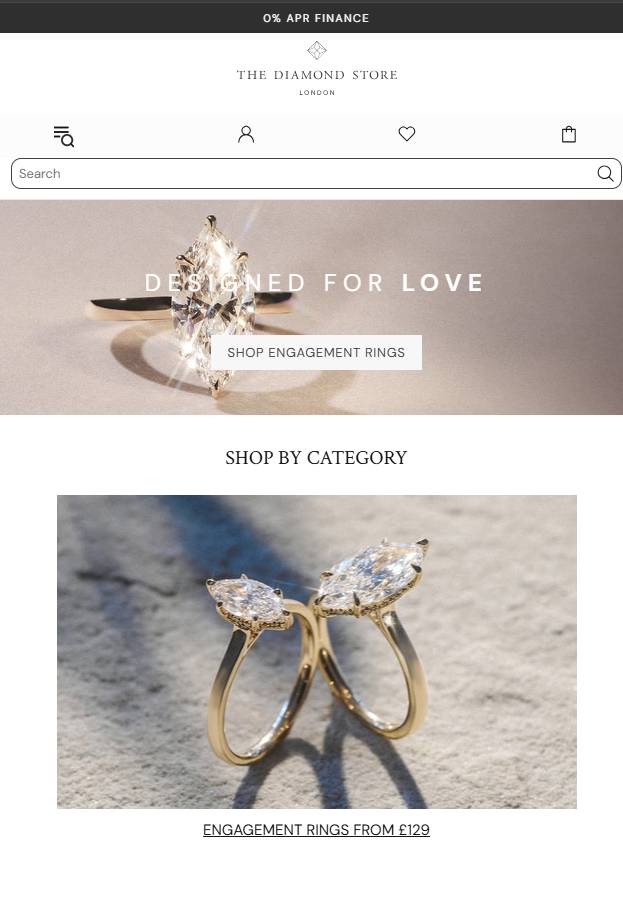 0% APR FINANCE
THE DIAMOND STORE
LONDON
Search
DESIGNED FOR LOVE
SHOP ENGAGEMENT RINGS
SHOP BY CATEGORY
ENGAGEMENT RINGS FROM £129